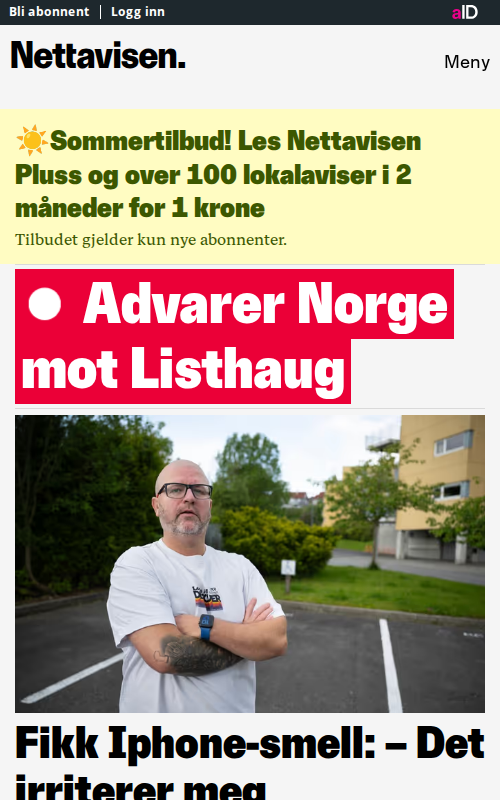 Bli abonnent | Logg inn
aID
Nettavisen.
Meny
☀️Sommertilbud! Les Nettavisen
Pluss og over 100 lokalaviser i 2
måneder for 1 krone
Tilbudet gjelder kun nye abonnenter.
Advarer Norge
mot Listhaug
Fikk Iphone-smell: – Det
irriterer meg